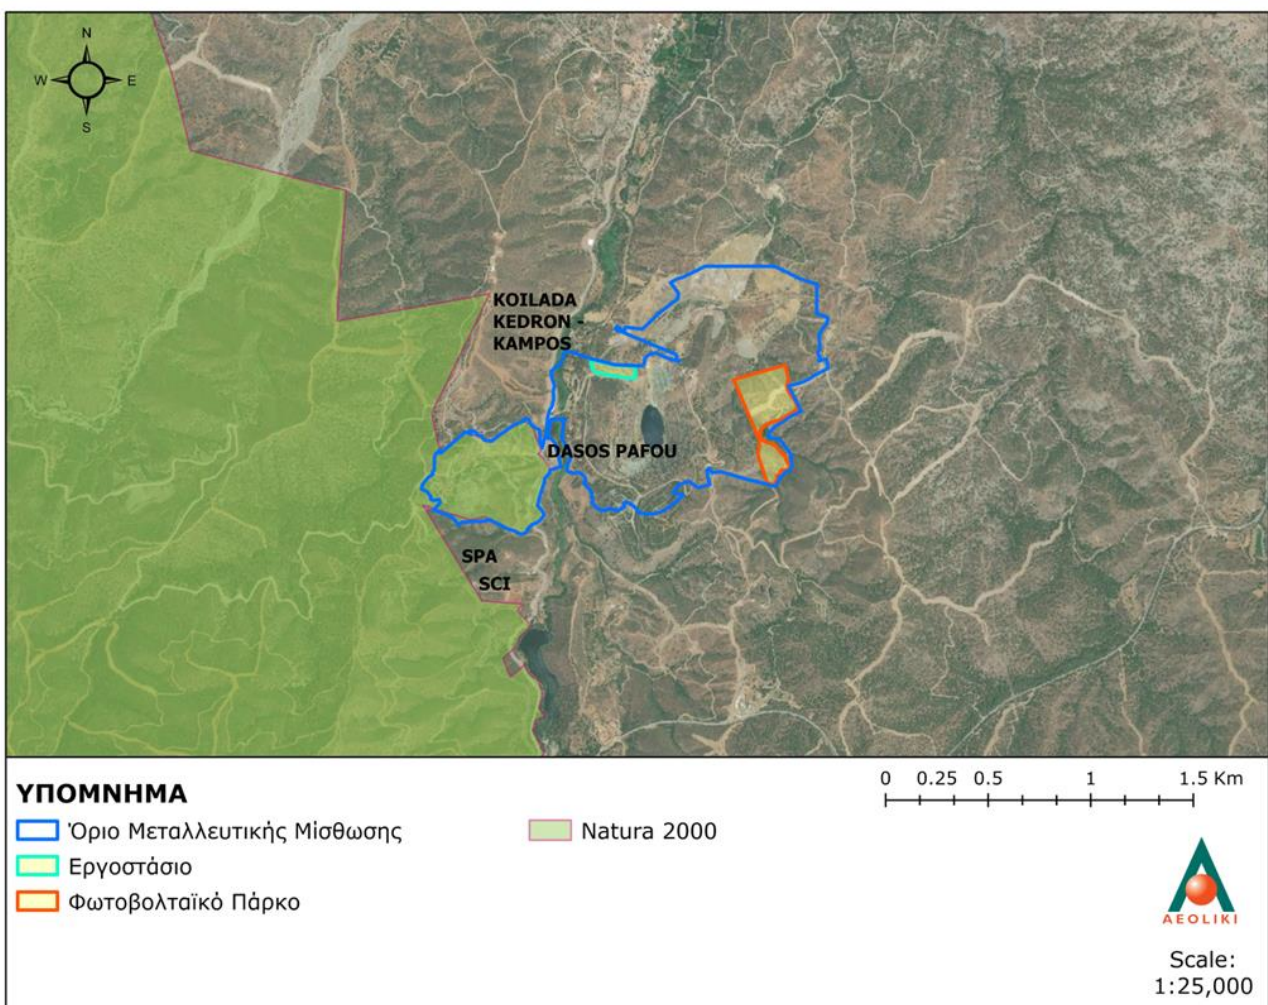 N
W E
S
KOILADA
KEDRON -
KAMPOS
DASOS PAFOU
SPA
SCI
ΥΠΟΜΝΗΜΑ
Όριο Μεταλλευτικής Μίσθωσης
Εργοστάσιο
Φωτοβολταϊκό Πάρκο
Natura 2000
0 0.25 0.5 1 1.5 Km
AEOLIKI
Scale:
1:25,000